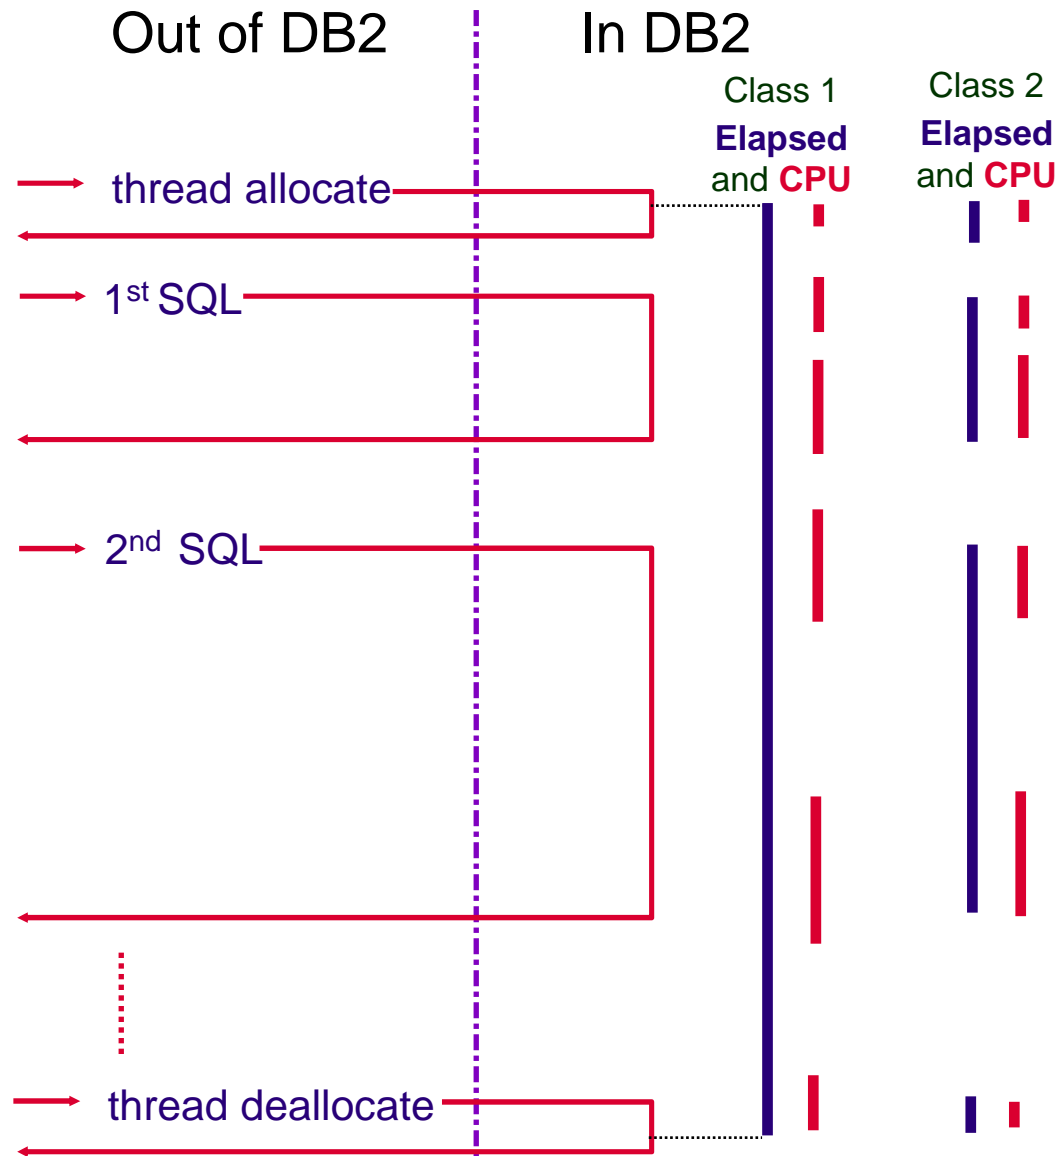 Out of DB2
In DB2
Class 1
Elapsed
and CPU
Class 2
Elapsed
and CPU
thread allocate
1st SQL
2nd SQL
thread deallocate